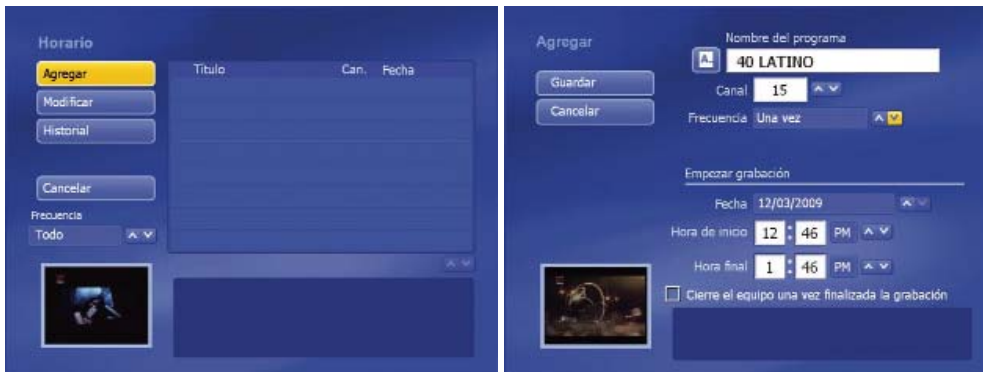 Horario
Agregar
Modificar
Historial
Cancelar
Frecuencia
Todo
Título Can. Fecha
Agregar
Guardar
Cancelar
Nombre del programa
A 40 LATINO
Canal 15
Frecuencia Una vez
Empezar grabación
Fecha 12/03/2009
Hora de inicio 12 : 46 PM
Hora final 1 : 46 PM
Cierre el equipo una vez finalizada la grabación